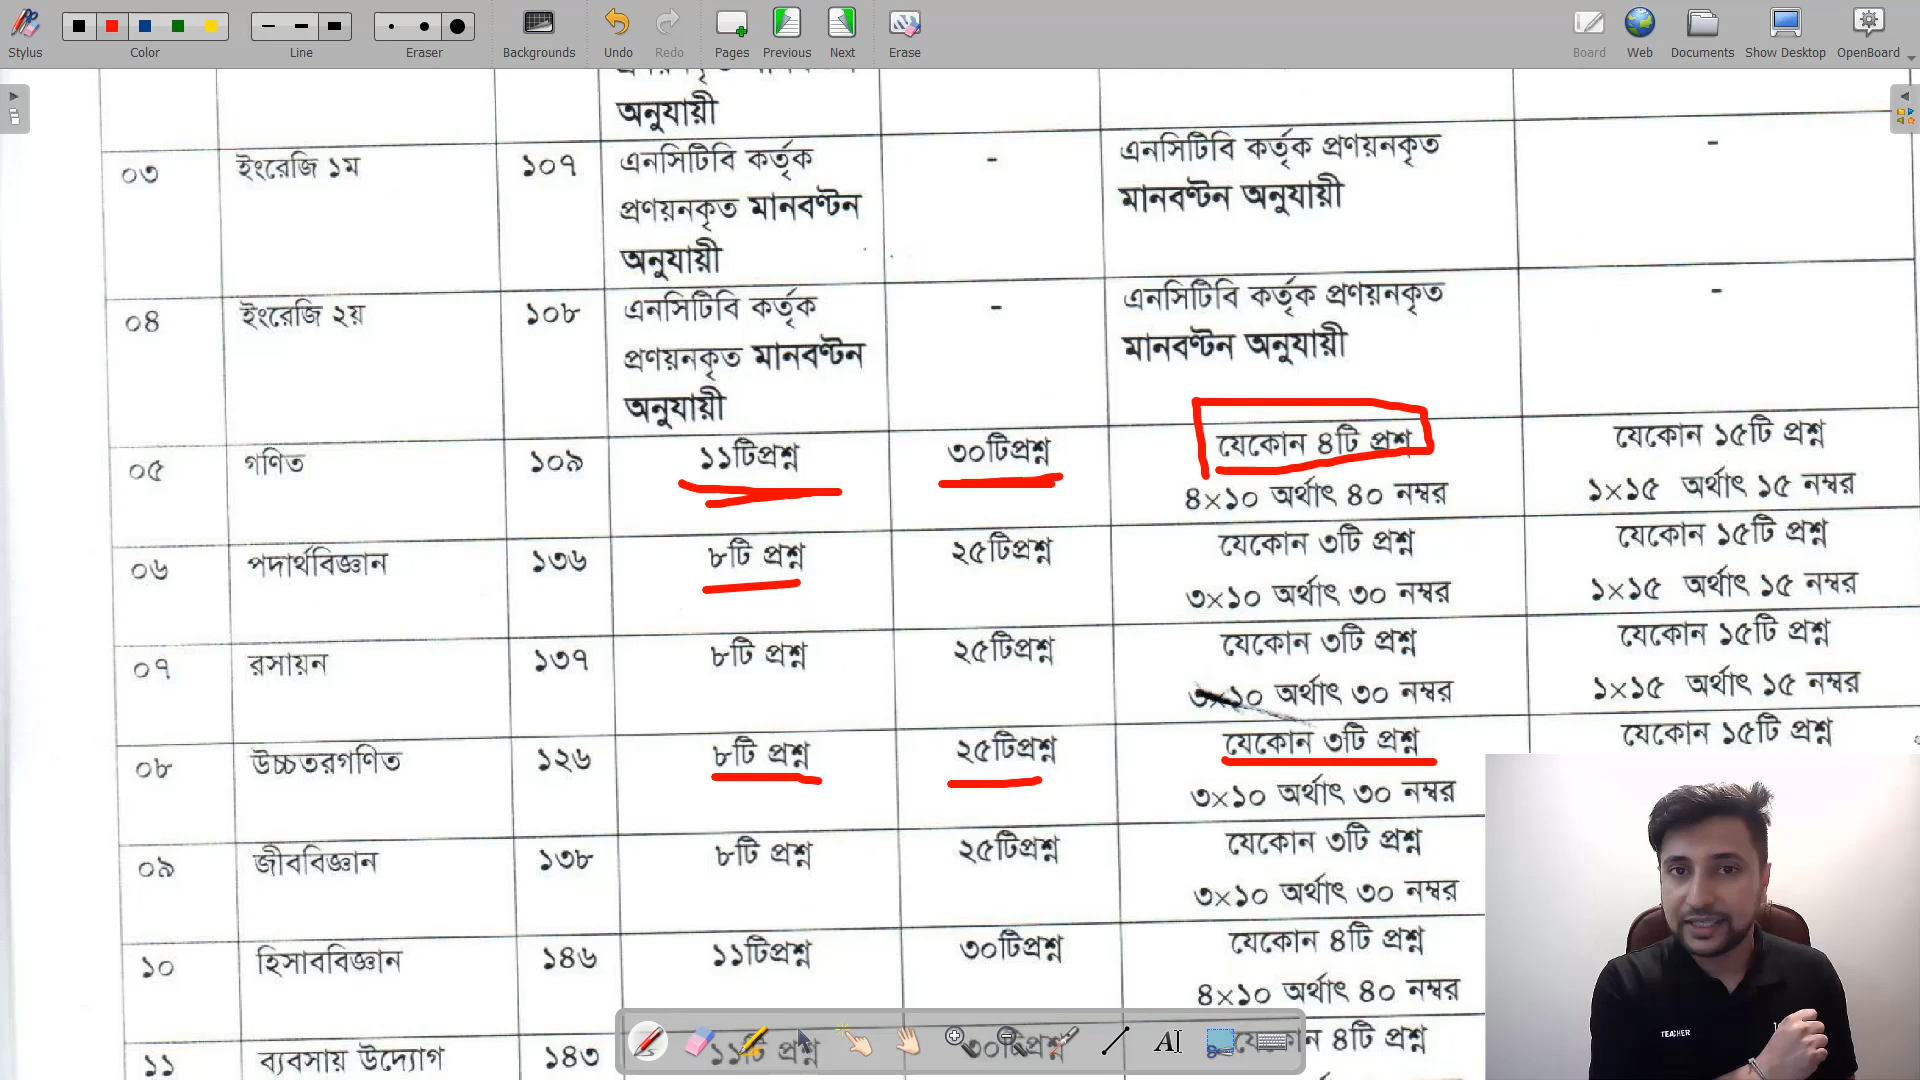 Stylus
Color
Line
Eraser
Backgrounds
Undo
Redo
Pages
Previous
Next
Erase
Board
Web
Documents
Show Desktop
OpenBoard
অনুযায়ী
০৩ ইংরেজি ১ম ১০৭ এনসিটিবি কর্তৃক - এনসিটিবি কর্তৃক প্রণয়নকৃত -
প্রণয়নকৃত মানবণ্টন মানবণ্টন অনুযায়ী
অনুযায়ী
০৪ ইংরেজি ২য় ১০৮ এনসিটিবি কর্তৃক - এনসিটিবি কর্তৃক প্রণয়নকৃত -
প্রণয়নকৃত মানবণ্টন মানবণ্টন অনুযায়ী
অনুযায়ী
০৫ গণিত ১০৯ ১১টিপ্রশ্ন ৩০টিপ্রশ্ন যেকোন ৪টি প্রশ্ন যেকোন ১৫টি প্রশ্ন
৪×১০ অর্থাৎ ৪০ নম্বর ১×১৫ অর্থাৎ ১৫ নম্বর
০৬ পদার্থবিজ্ঞান ১৩৬ ৮টি প্রশ্ন ২৫টিপ্রশ্ন যেকোন ৩টি প্রশ্ন যেকোন ১৫টি প্রশ্ন
৩×১০ অর্থাৎ ৩০ নম্বর ১×১৫ অর্থাৎ ১৫ নম্বর
০৭ রসায়ন ১৩৭ ৮টি প্রশ্ন ২৫টিপ্রশ্ন যেকোন ৩টি প্রশ্ন যেকোন ১৫টি প্রশ্ন
৩×১০ অর্থাৎ ৩০ নম্বর ১×১৫ অর্থাৎ ১৫ নম্বর
০৮ উচ্চতরগণিত ১২৬ ৮টি প্রশ্ন ২৫টিপ্রশ্ন যেকোন ৩টি প্রশ্ন যেকোন ১৫টি প্রশ্ন
৩×১০ অর্থাৎ ৩০ নম্বর
০৯ জীববিজ্ঞান ১৩৮ ৮টি প্রশ্ন ২৫টিপ্রশ্ন যেকোন ৩টি প্রশ্ন
৩×১০ অর্থাৎ ৩০ নম্বর
১০ হিসাববিজ্ঞান ১৪৬ ১১টিপ্রশ্ন ৩০টিপ্রশ্ন যেকোন ৪টি প্রশ্ন
৪×১০ অর্থাৎ ৪০ নম্বর
১১ ব্যবসায় উদ্যোগ ১৪৩ ১১টি প্রশ্ন ৩০টিপ্রশ্ন যেকোন ৪টি প্রশ্ন
TEACHER